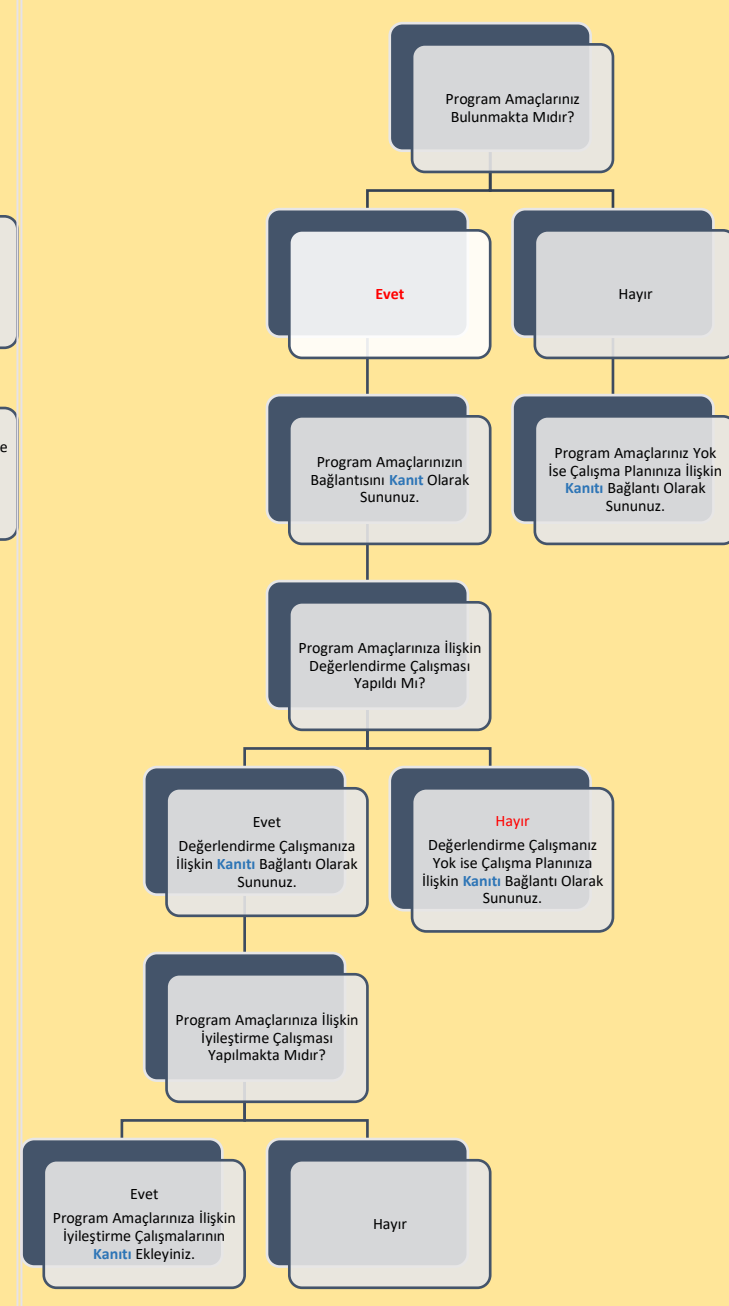 Program Amaçlarınız
Bulunmakta Mıdır?
Evet
Hayır
Program Amaçlarınızın
Bağlantısını Kanıt Olarak
Sununuz.
Program Amaçlarınız Yok
İse Çalışma Planınıza İlişkin
Kanıtı Bağlantı Olarak
Sununuz.
Program Amaçlarınıza İlişkin
Değerlendirme Çalışması
Yapıldı Mı?
Evet
Değerlendirme Çalışmanıza
İlişkin Kanıtı Bağlantı Olarak
Sununuz.
Hayır
Değerlendirme Çalışmanız
Yok ise Çalışma Planınıza
İlişkin Kanıtı Bağlantı Olarak
Sununuz.
Program Amaçlarınıza İlişkin
İyileştirme Çalışması
Yapılmakta Mıdır?
Evet
Program Amaçlarınıza İlişkin
İyileştirme Çalışmalarının
Kanıtı Ekleyiniz.
Hayır